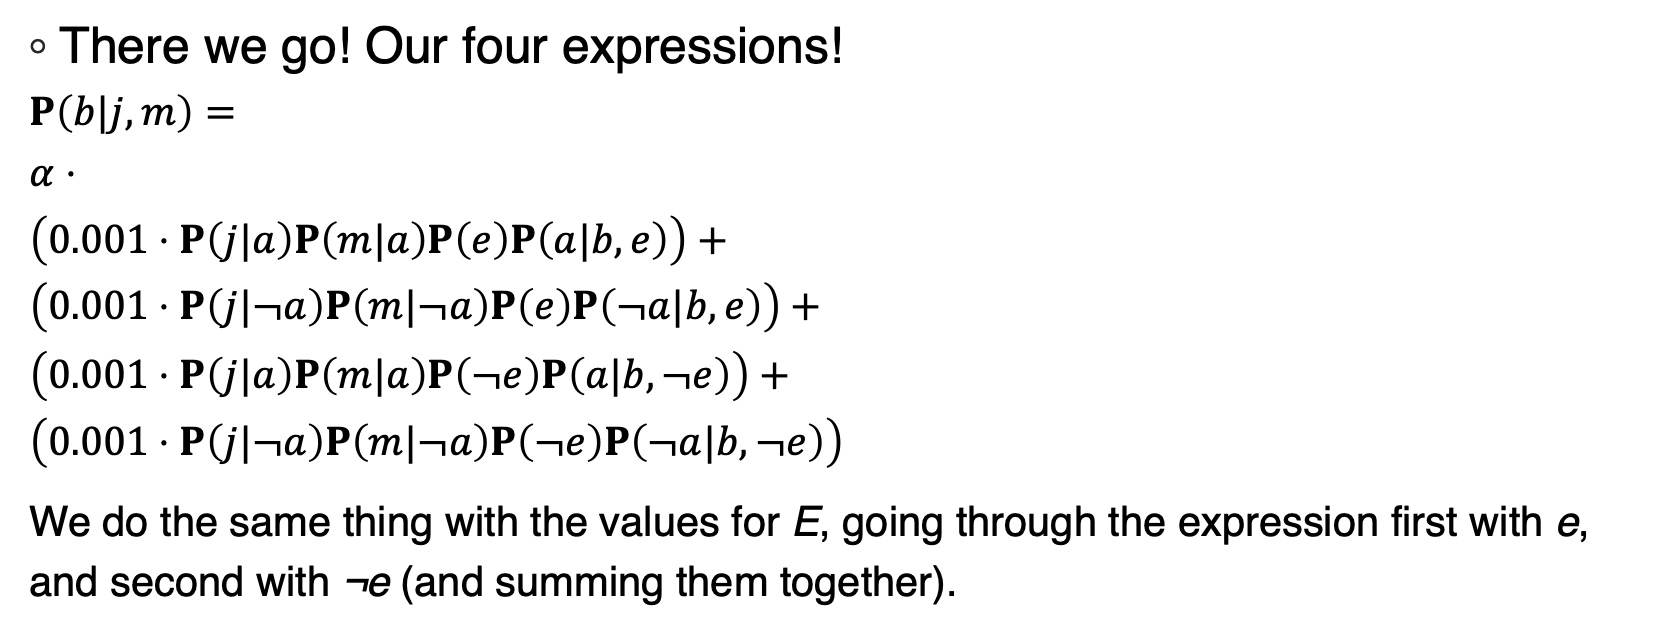 ◦ There we go! Our four expressions!
𝐏(𝑏|𝑗, 𝑚) =
𝛼 ·
(0.001 · 𝐏(𝑗|𝑎)𝐏(𝑚|𝑎)𝐏(𝑒)𝐏(𝑎|𝑏, 𝑒)) +
(0.001 · 𝐏(𝑗|¬𝑎)𝐏(𝑚|¬𝑎)𝐏(𝑒)𝐏(¬𝑎|𝑏, 𝑒)) +
(0.001 · 𝐏(𝑗|𝑎)𝐏(𝑚|𝑎)𝐏(¬𝑒)𝐏(𝑎|𝑏, ¬𝑒)) +
(0.001 · 𝐏(𝑗|¬𝑎)𝐏(𝑚|¬𝑎)𝐏(¬𝑒)𝐏(¬𝑎|𝑏, ¬𝑒))
We do the same thing with the values for E, going through the expression first with e,
and second with ¬e (and summing them together).